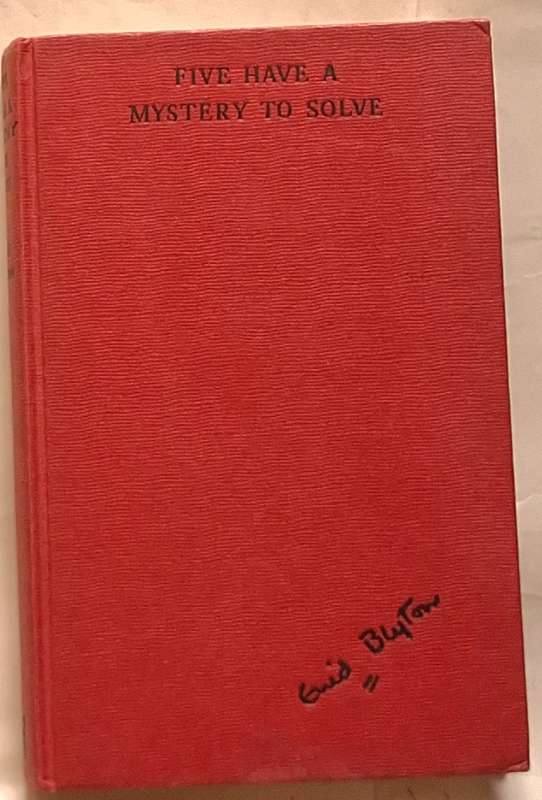 FIVE HAVE A
MYSTERY TO SOLVE
Enid Blyton